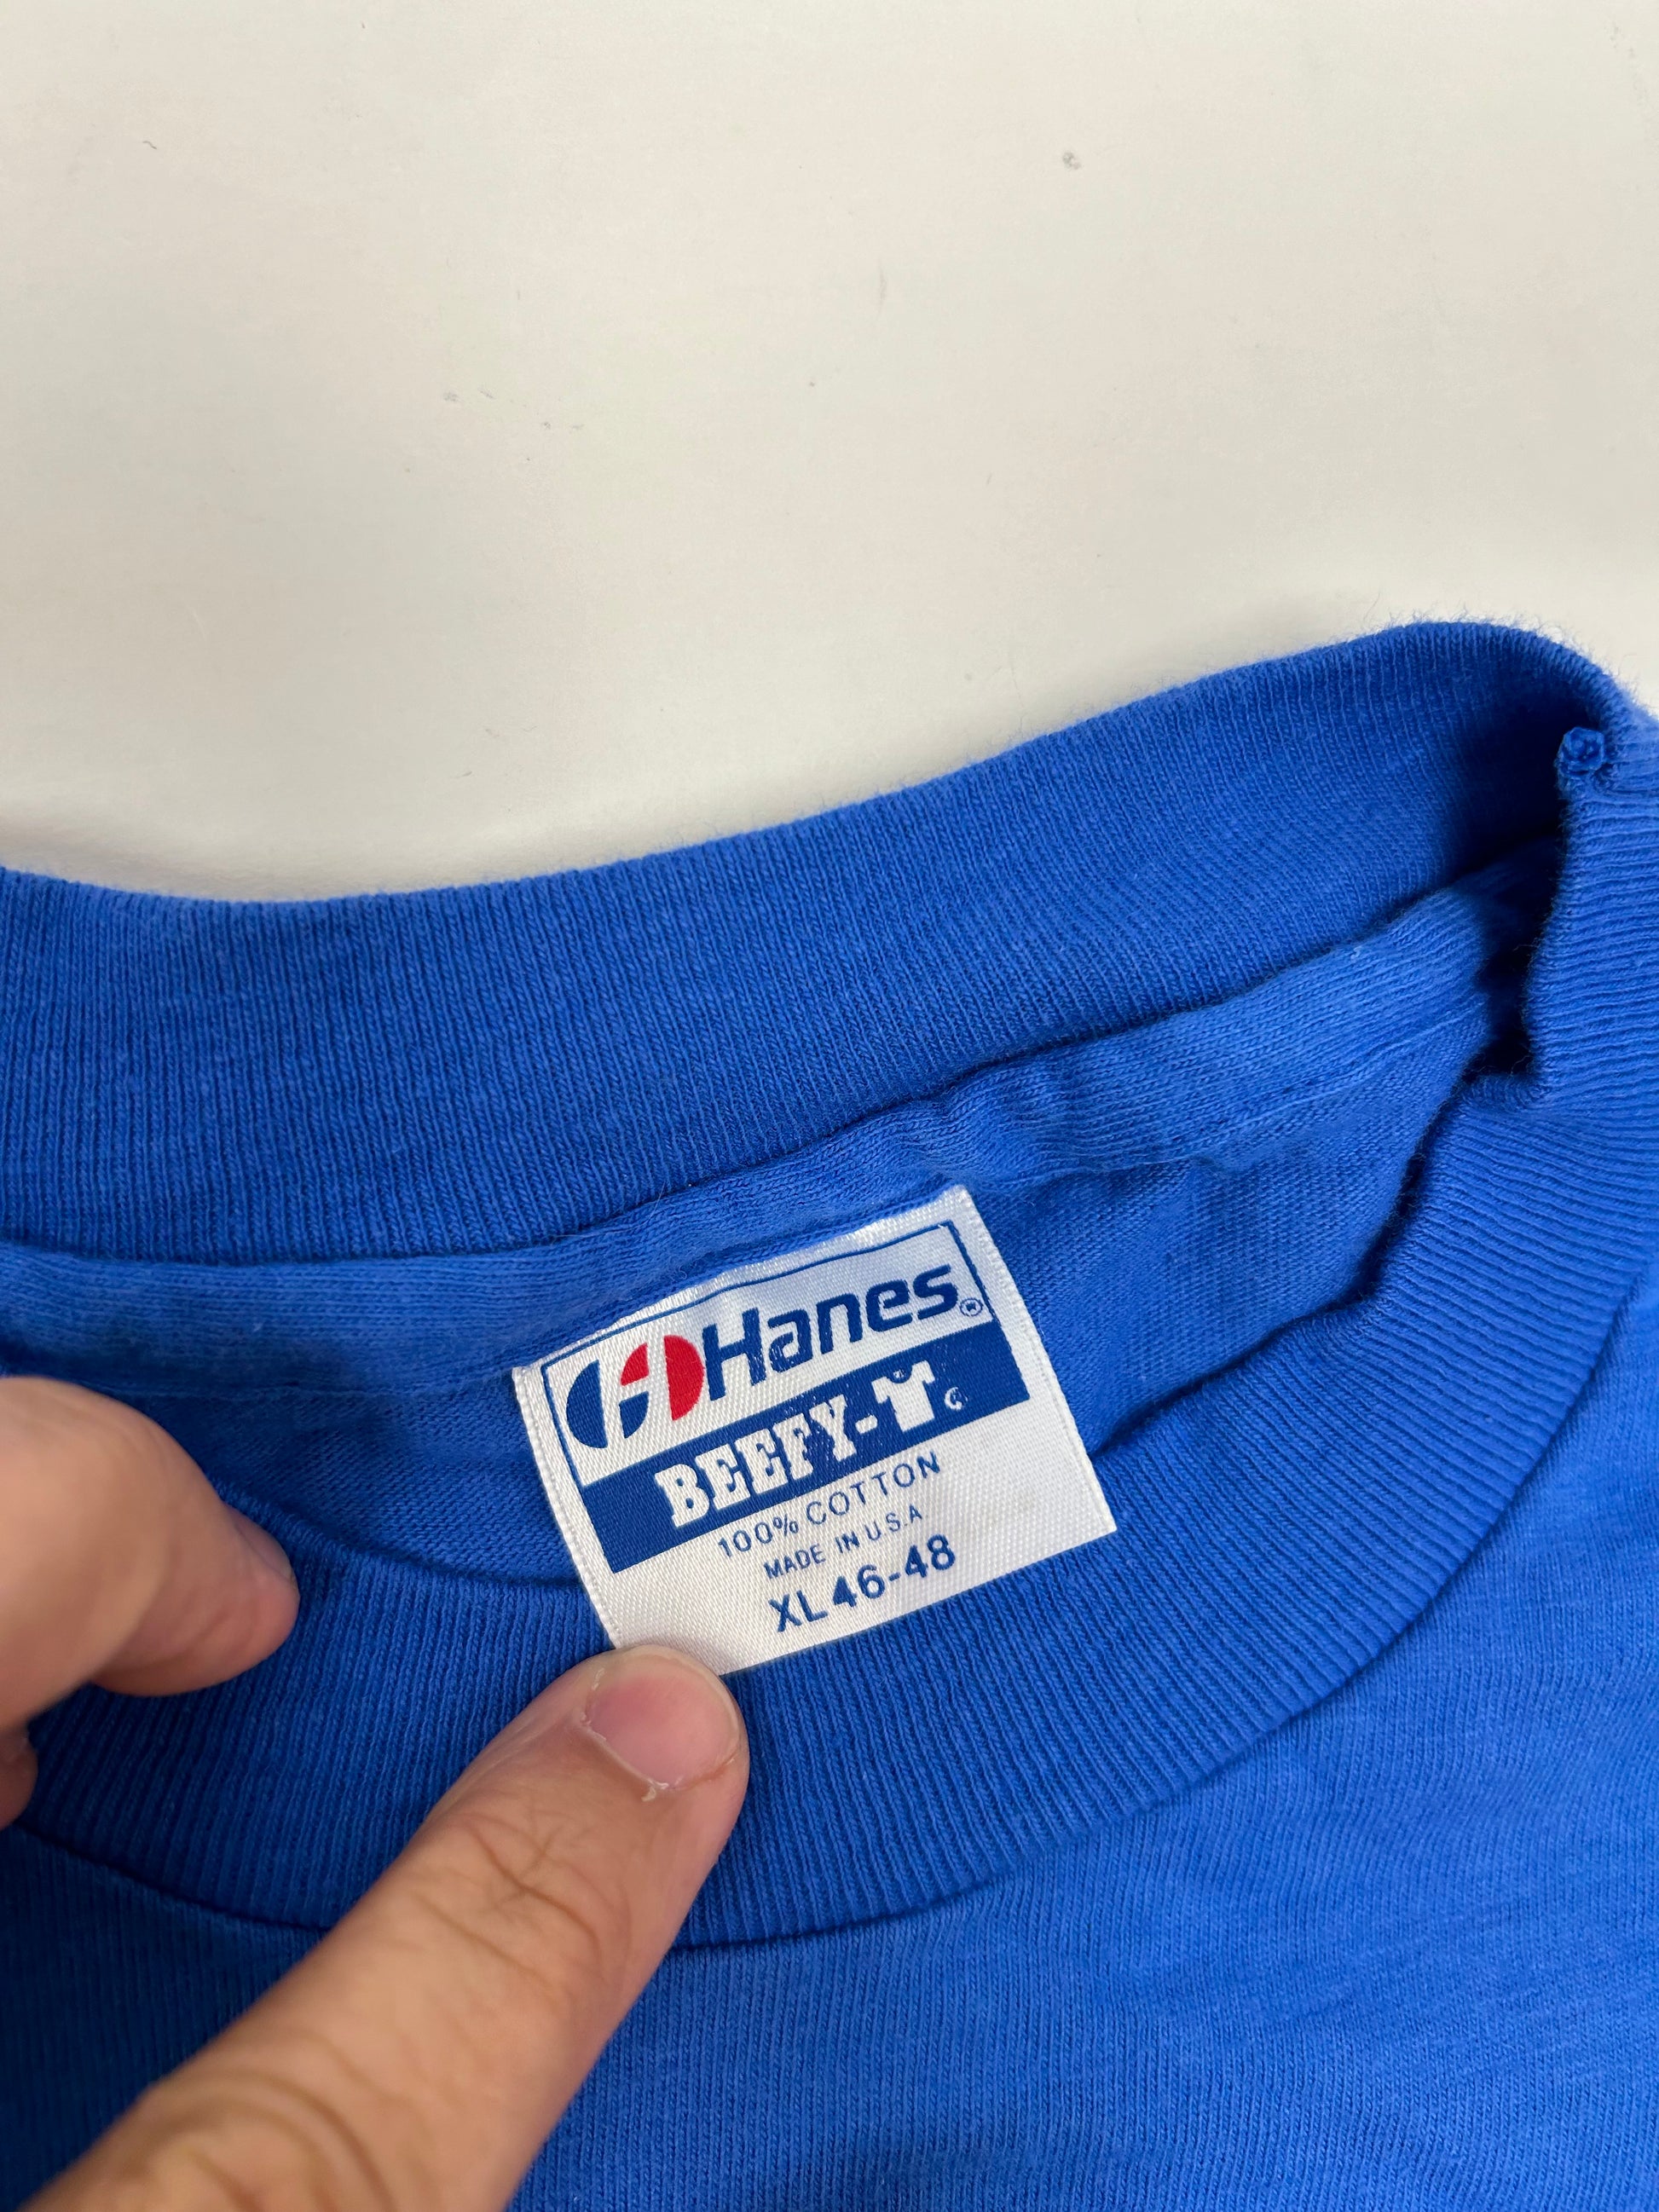 Hanes®
BEEFY-T
100% COTTON
MADE IN U.S.A
XL 46-48